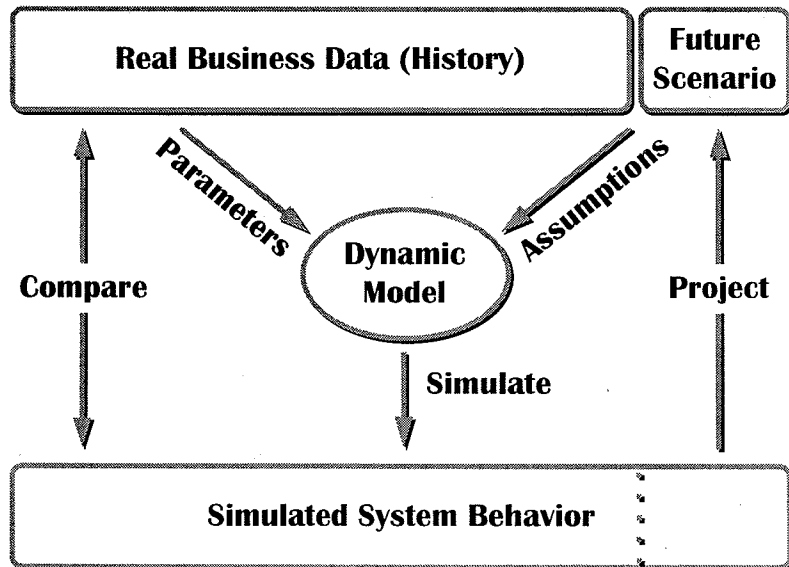 Real Business Data (History)
Future
Scenario
Parameters
Assumptions
Dynamic
Model
Compare
Project
Simulate
Simulated System Behavior